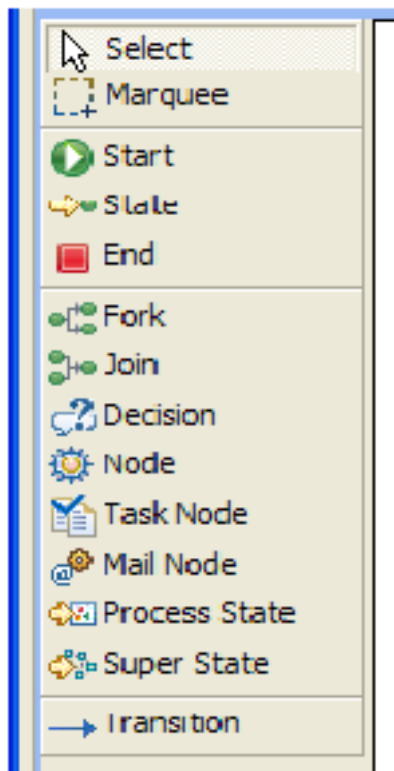 Select
Marquee
Start
State
End
Fork
Join
Decision
Node
Task Node
Mail Node
Process State
Super State
Transition